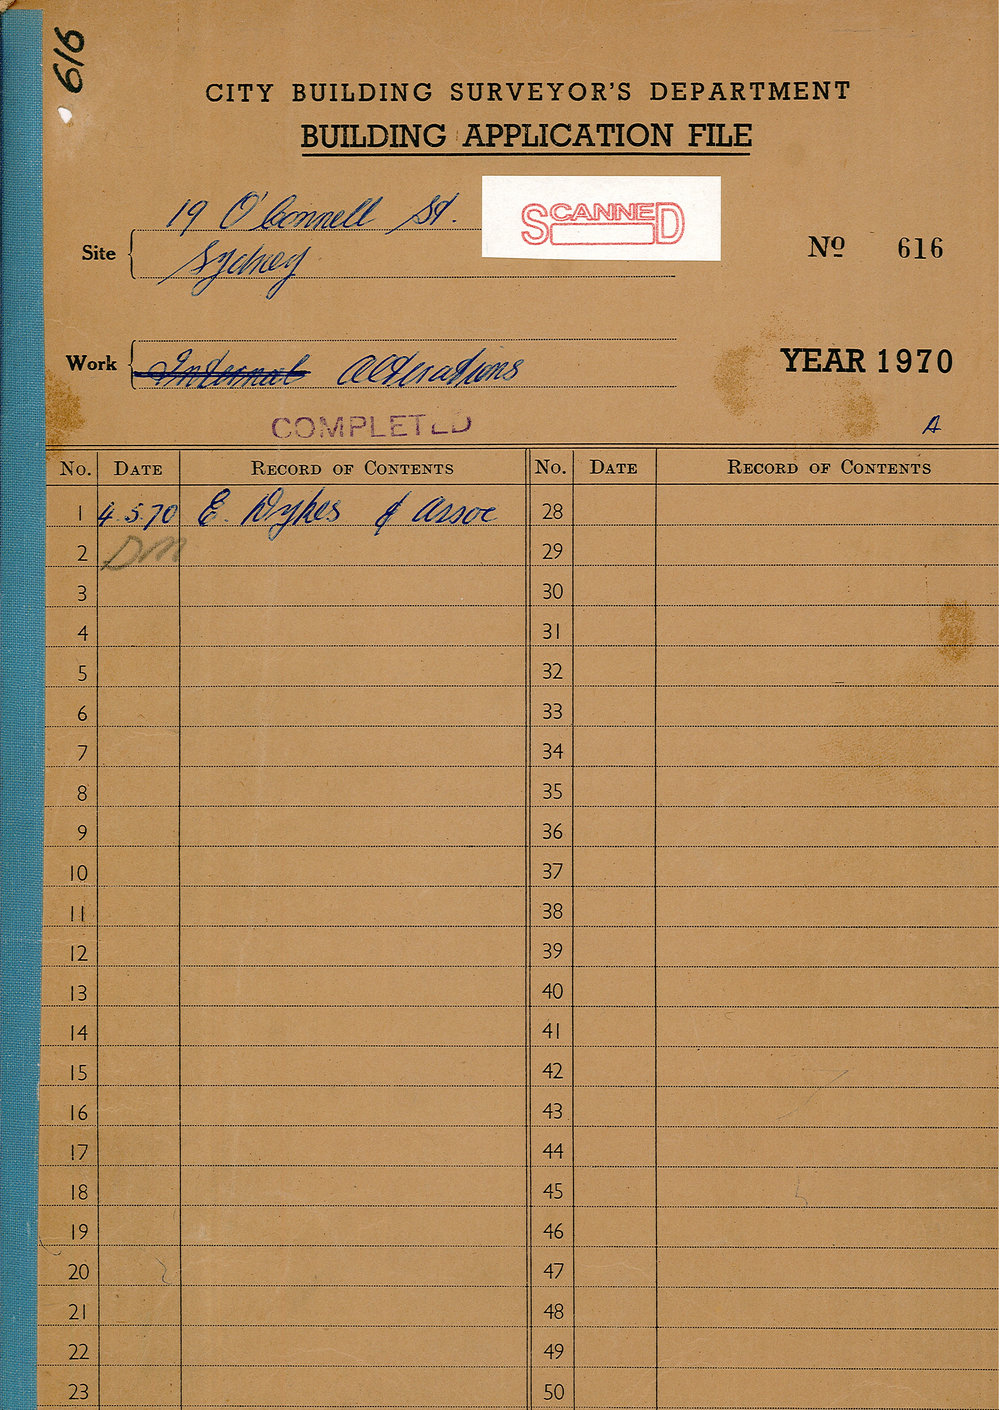 616
CITY BUILDING SURVEYOR'S DEPARTMENT
BUILDING APPLICATION FILE
19 O'Connell St.
SCANNED
Site
Sydney
Nº 616
Work
Internal Alterations
YEAR 1970
COMPLETED
A
No. DATE RECORD OF CONTENTS No. DATE RECORD OF CONTENTS
1 4.5.70 E. Dykes & Assoc 28
2 DM 29
3 30
4 31
5 32
6 33
7 34
8 35
9 36
10 37
11 38
12 39
13 40
14 41
15 42
16 43
17 44
18 45
19 46
20 47
21 48
22 49
23 50